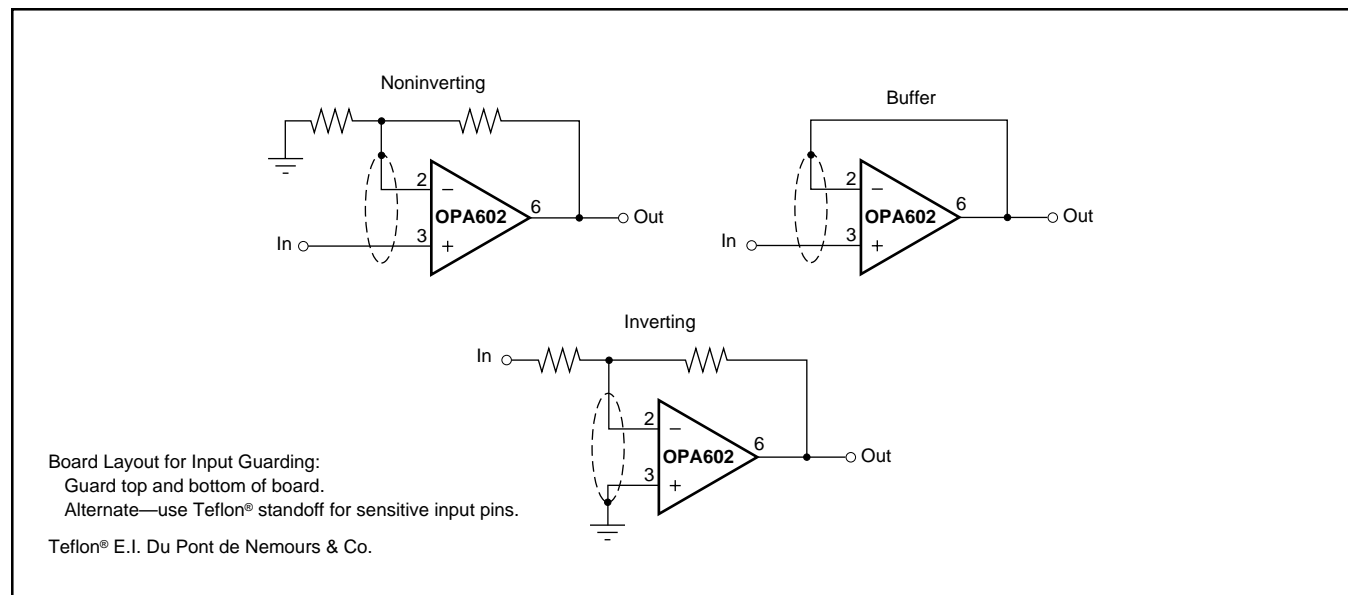 Noninverting
2
−
OPA602
6
Out
In
3
+
Buffer
2
−
OPA602
6
Out
In
3
+
Inverting
In
2
−
OPA602
6
Out
3
+
Board Layout for Input Guarding:
Guard top and bottom of board.
Alternate—use Teflon® standoff for sensitive input pins.
Teflon® E.I. Du Pont de Nemours & Co.